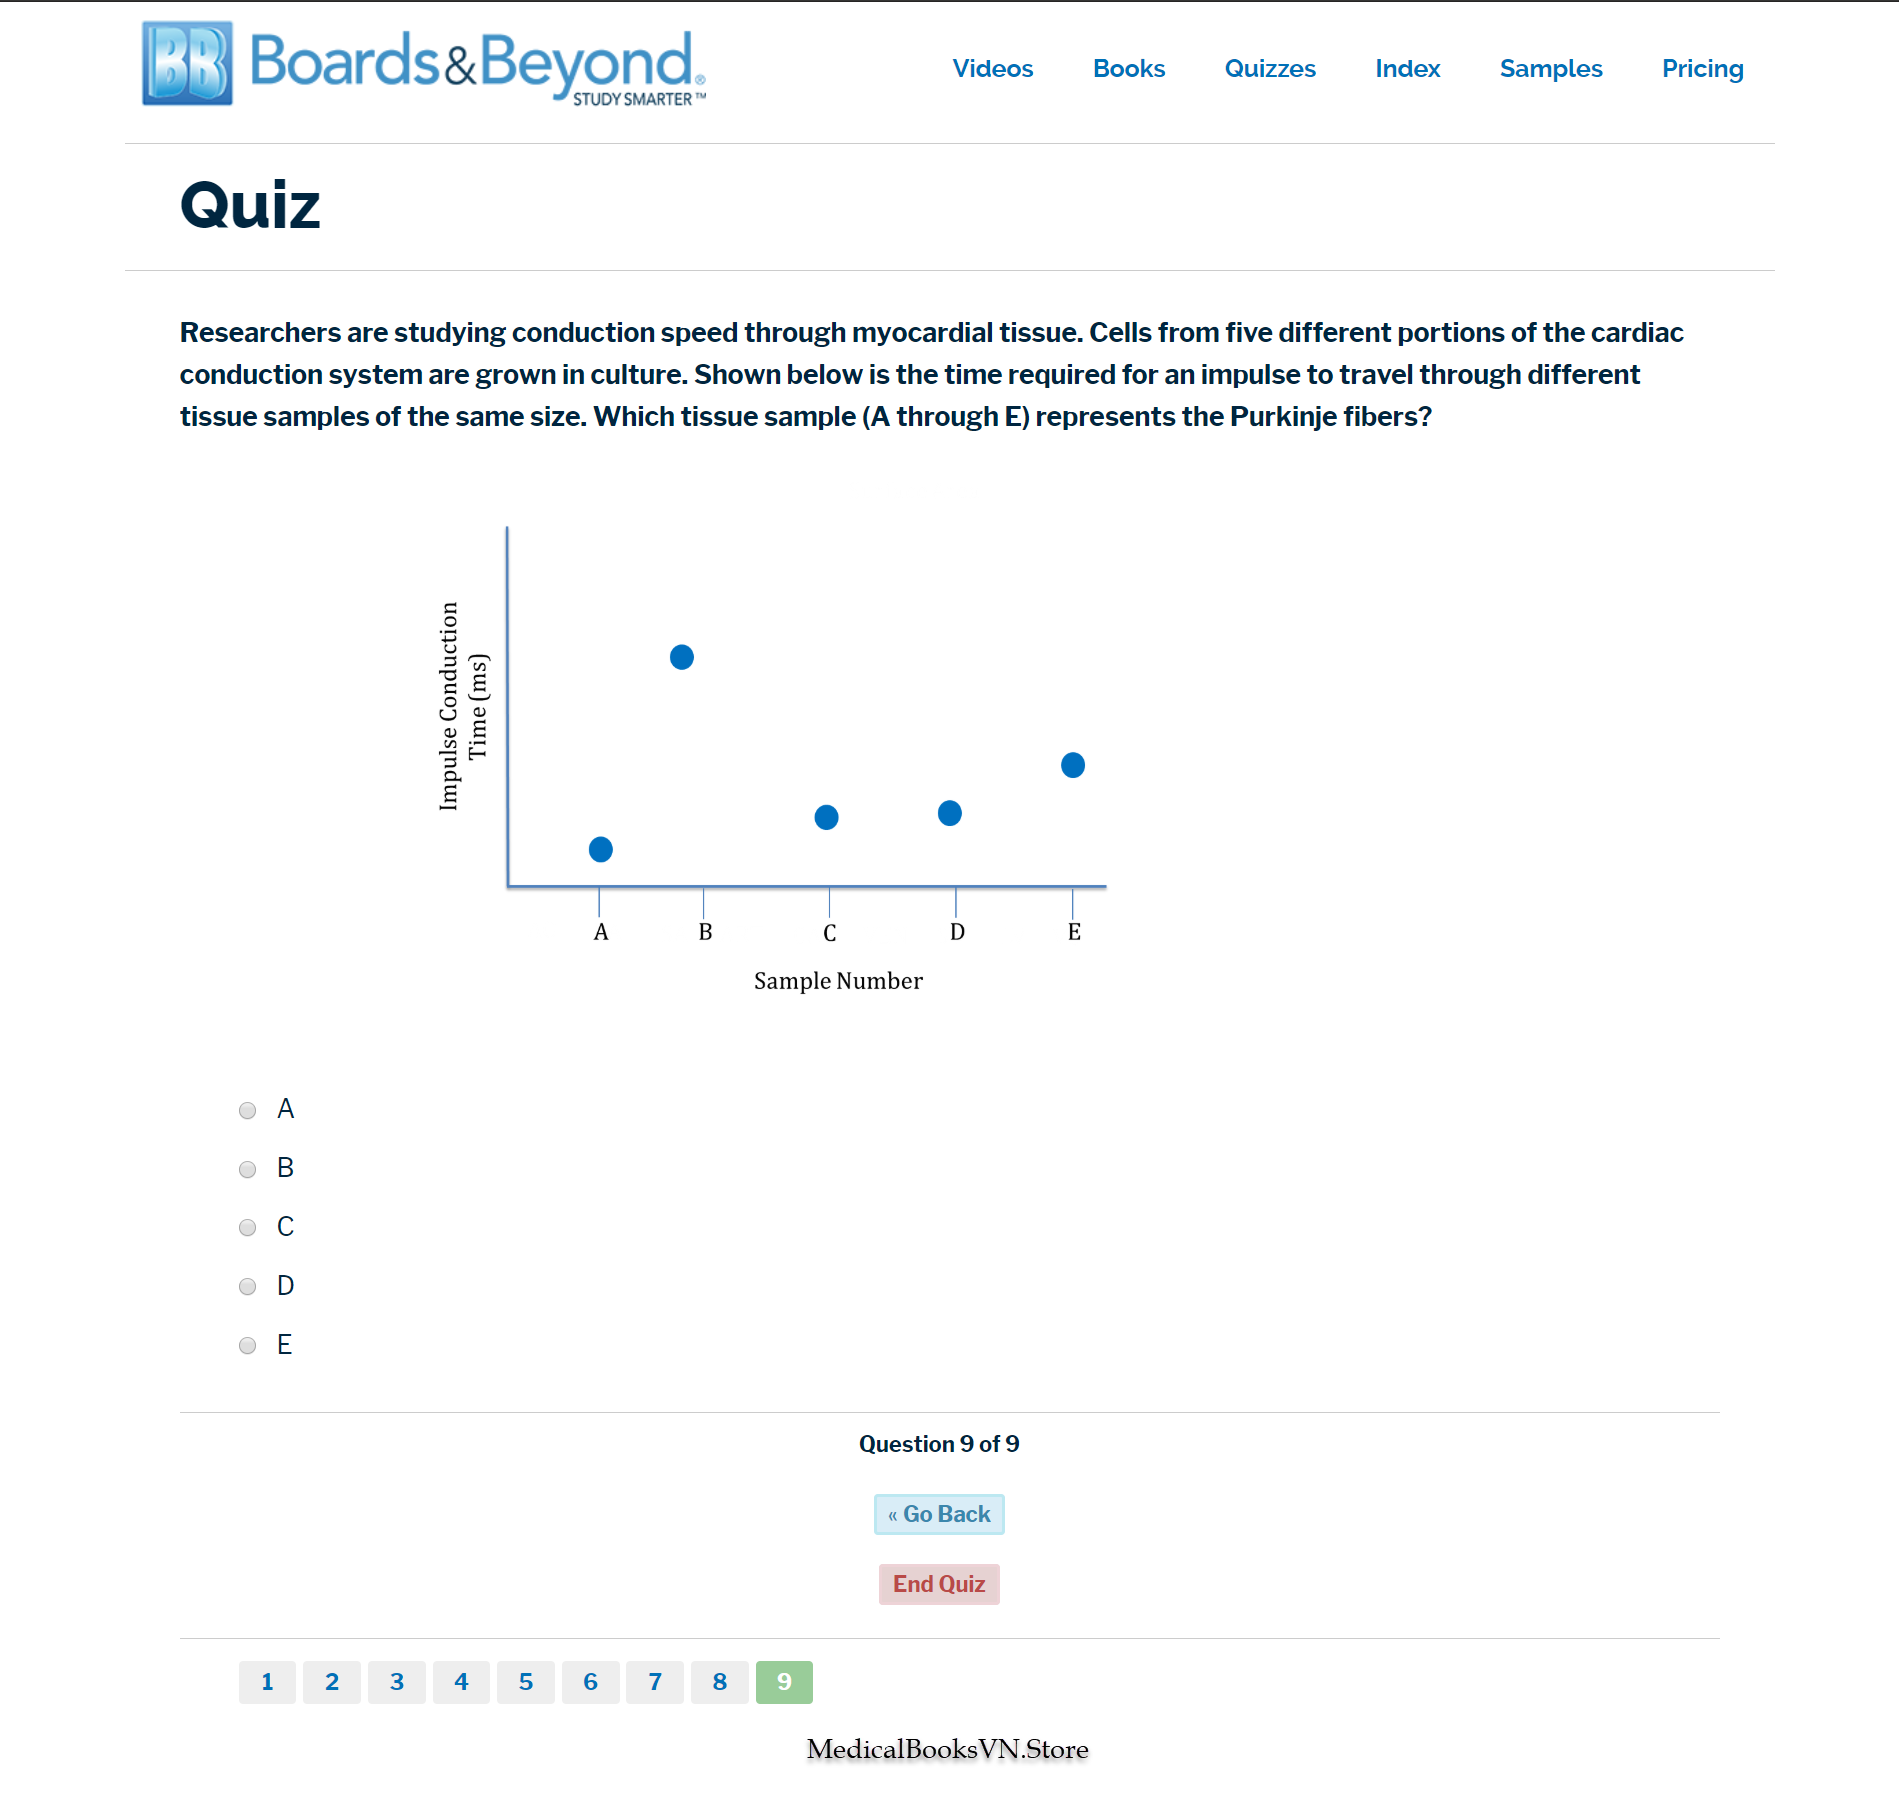 BB Boards&Beyond®
STUDY SMARTER™
Videos Books Quizzes Index Samples Pricing
Quiz
Researchers are studying conduction speed through myocardial tissue. Cells from five different portions of the cardiac
conduction system are grown in culture. Shown below is the time required for an impulse to travel through different
tissue samples of the same size. Which tissue sample (A through E) represents the Purkinje fibers?
Impulse Conduction
Time (ms)
A B C D E
Sample Number
A
B
C
D
E
Question 9 of 9
« Go Back
End Quiz
1 2 3 4 5 6 7 8 9
MedicalBooksVN.Store